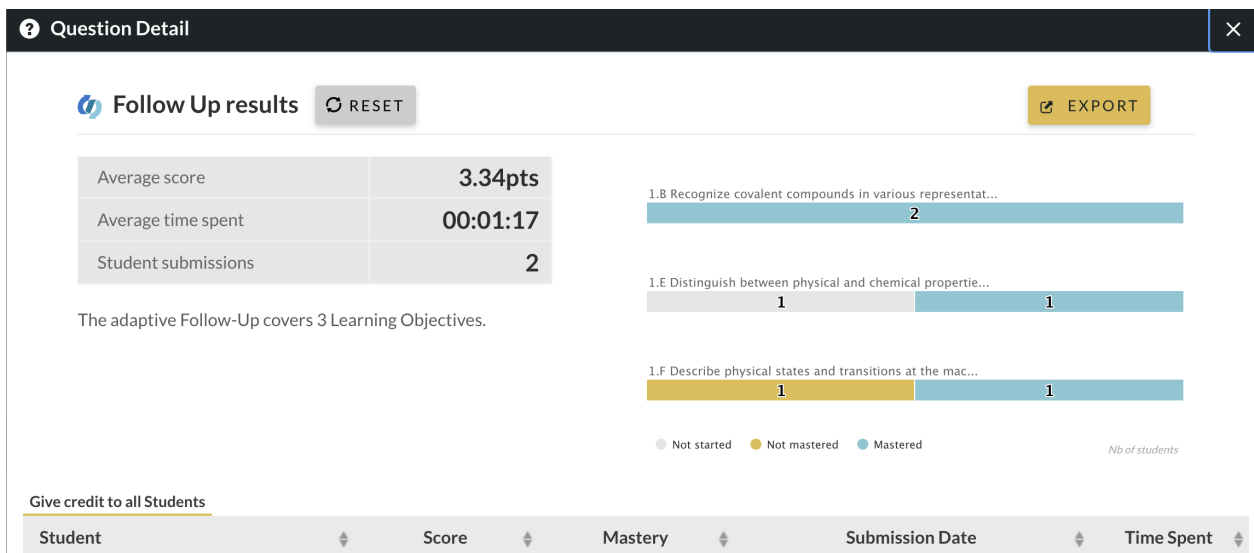 Question Detail
Follow Up results
RESET
EXPORT
Average score 3.34pts
Average time spent 00:01:17
Student submissions 2
The adaptive Follow-Up covers 3 Learning Objectives.
1.B Recognize covalent compounds in various representat...
2
1.E Distinguish between physical and chemical propertie...
1 1
1.F Describe physical states and transitions at the mac...
1 1
Not started Not mastered Mastered
Nb of students
Give credit to all Students
Student Score Mastery Submission Date Time Spent